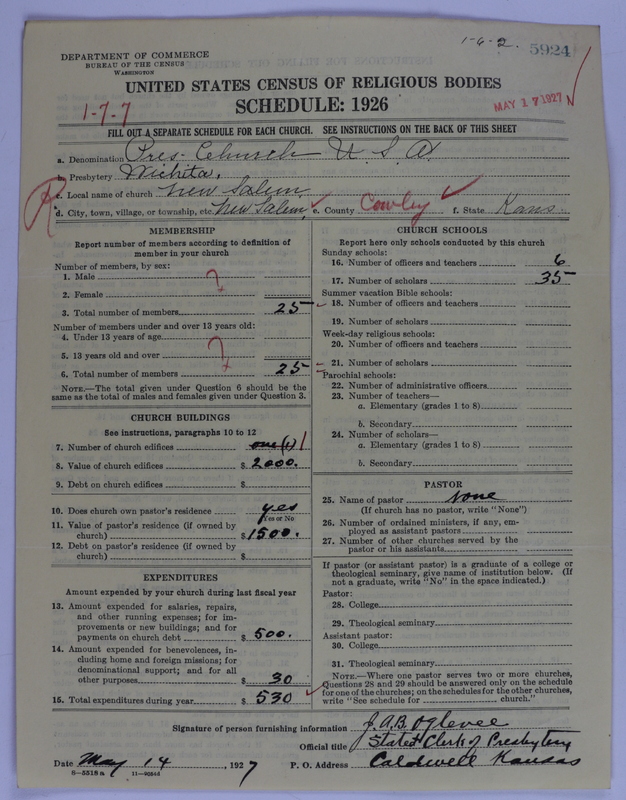 1-6-2.
5924
DEPARTMENT OF COMMERCE
BUREAU OF THE CENSUS
WASHINGTON
UNITED STATES CENSUS OF RELIGIOUS BODIES
SCHEDULE: 1926
1-7-7
MAY 17 1927
FILL OUT A SEPARATE SCHEDULE FOR EACH CHURCH. SEE INSTRUCTIONS ON THE BACK OF THIS SHEET
a. Denomination Pres. Church U. S. A.
b. Presbytery Wichita,
c. Local name of church New Salem
d. City, town, village, or township, etc. New Salem, e. County Cowley f. State Kans
R
MEMBERSHIP
Report number of members according to definition of
member in your church
Number of members, by sex:
1. Male
2. Female
?
3. Total number of members 25
Number of members under and over 13 years old:
4. Under 13 years of age
5. 13 years old and over
?
6. Total number of members 25
NOTE.—The total given under Question 6 should be the
same as the total of males and females given under Question 3.
CHURCH BUILDINGS
See instructions, paragraphs 10 to 12
7. Number of church edifices one (1) 1
8. Value of church edifices $ 2000.
9. Debt on church edifices $
10. Does church own pastor's residence yes
Yes or No
11. Value of pastor's residence (if owned by
church) $ 1500.
12. Debt on pastor's residence (if owned by
church) $
EXPENDITURES
Amount expended by your church during last fiscal year
13. Amount expended for salaries, repairs,
and other running expenses; for im-
provements or new buildings; and for
payments on church debt $ 500.
14. Amount expended for benevolences, in-
cluding home and foreign missions; for
denominational support; and for all
other purposes $ 30
15. Total expenditures during year $ 530
CHURCH SCHOOLS
Report here only schools conducted by this church
Sunday schools:
16. Number of officers and teachers 6
17. Number of scholars 35
Summer vacation Bible schools:
18. Number of officers and teachers
19. Number of scholars
Week-day religious schools:
20. Number of officers and teachers
21. Number of scholars
Parochial schools:
22. Number of administrative officers
23. Number of teachers—
a. Elementary (grades 1 to 8)
b. Secondary
24. Number of scholars—
a. Elementary (grades 1 to 8)
b. Secondary
PASTOR
25. Name of pastor None
(If church has no pastor, write "None")
26. Number of ordained ministers, if any, em-
ployed as assistant pastors
27. Number of other churches served by the
pastor or his assistants
If pastor (or assistant pastor) is a graduate of a college or
theological seminary, give name of institution below. (If
not a graduate, write "No" in the space indicated.)
Pastor:
28. College
29. Theological seminary
Assistant pastor:
30. College
31. Theological seminary
NOTE.—Where one pastor serves two or more churches,
Questions 28 and 29 should be answered only on the schedule
for one of the churches; on the schedules for the other churches,
write "See schedule for church."
Signature of person furnishing information J. A. B. Oglevee
Official title Stated Clerk of Presbytery
Date May 14, 1927 P. O. Address Caldwell Kansas
8—5518 a